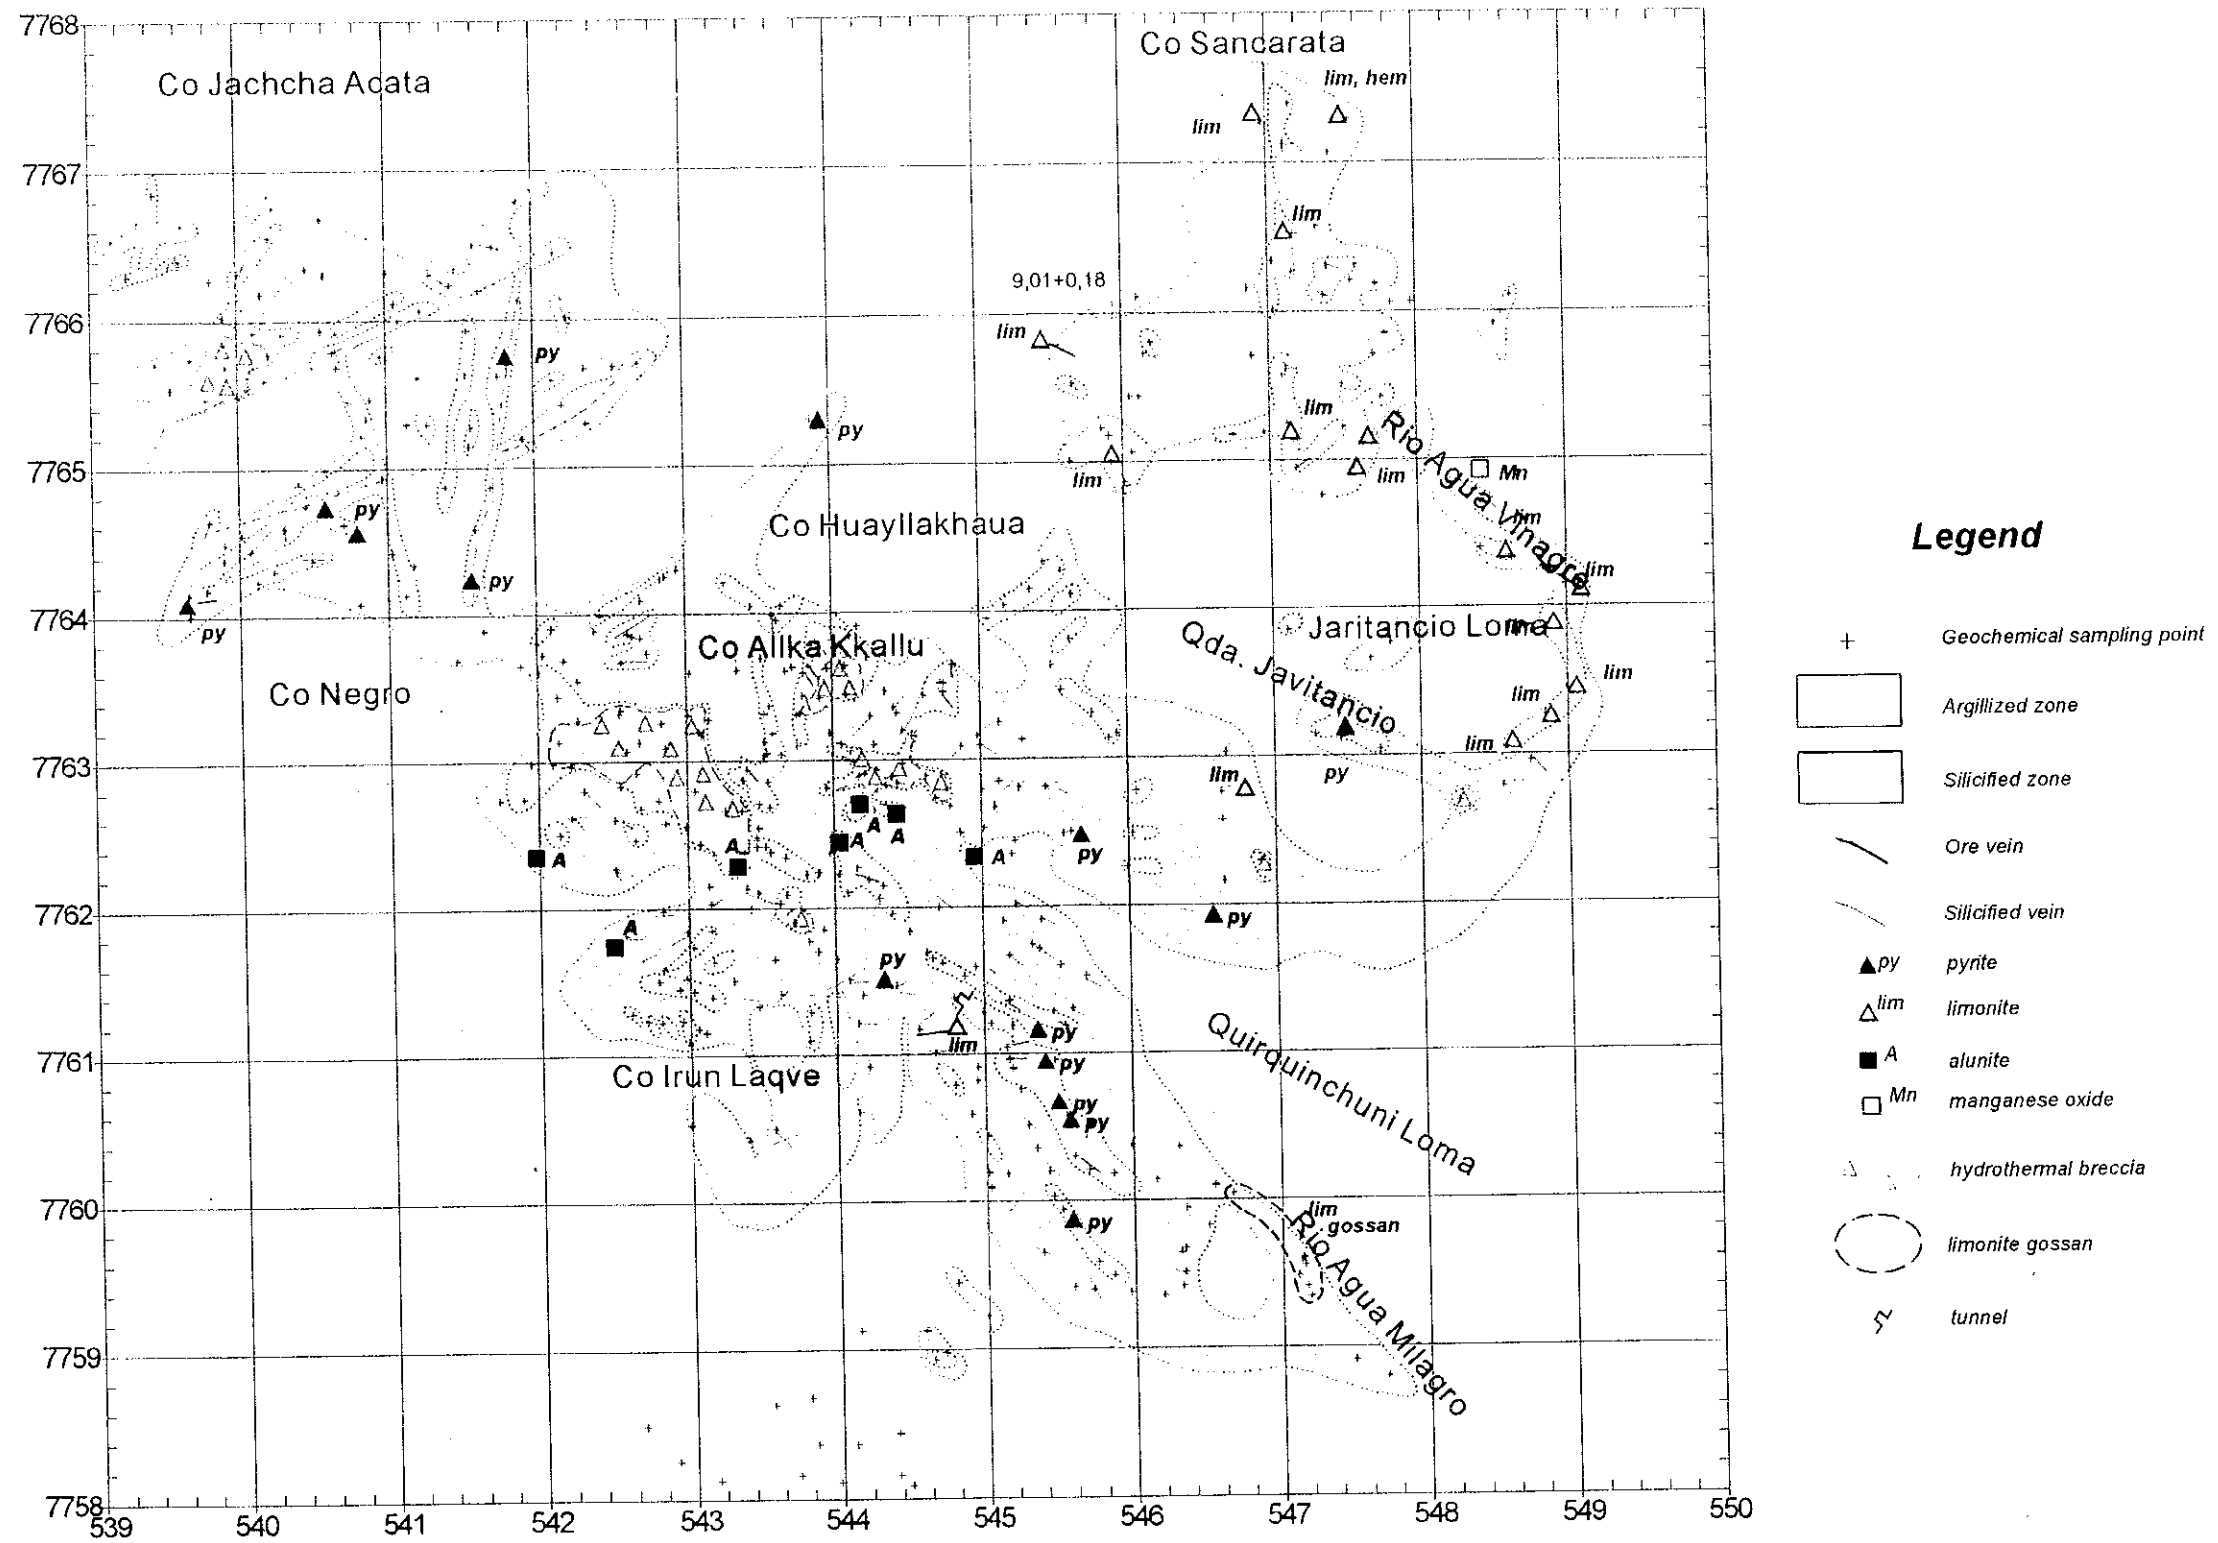 7768
Co Sancarata
Co Jachcha Acata
lim, hem
lim
7767
lim
9,01+0,18
7766
lim
py
lim
py
Rio Agua Vinagre
7765
lim
lim
Mn
py
Co Huayllakhaua
lim
py
lim
7764
py
Co Allka Kkallu
Qda. Javitancio
Jaritancio Loma
lim
Co Negro
lim
lim
lim
7763
lim
py
A
A
A
A
A
A
py
7762
A
py
py
lim
py
Quirquinchuni Loma
7761
py
Co Irun Laqve
py
py
7760
py
lim
gossan
Rio Agua Milagro
7759
7758
539
540
541
542
543
544
545
546
547
548
549
550
Legend
+ Geochemical sampling point
Argillized zone
Silicified zone
Ore vein
Silicified vein
py pyrite
lim limonite
A alunite
Mn manganese oxide
hydrothermal breccia
limonite gossan
tunnel